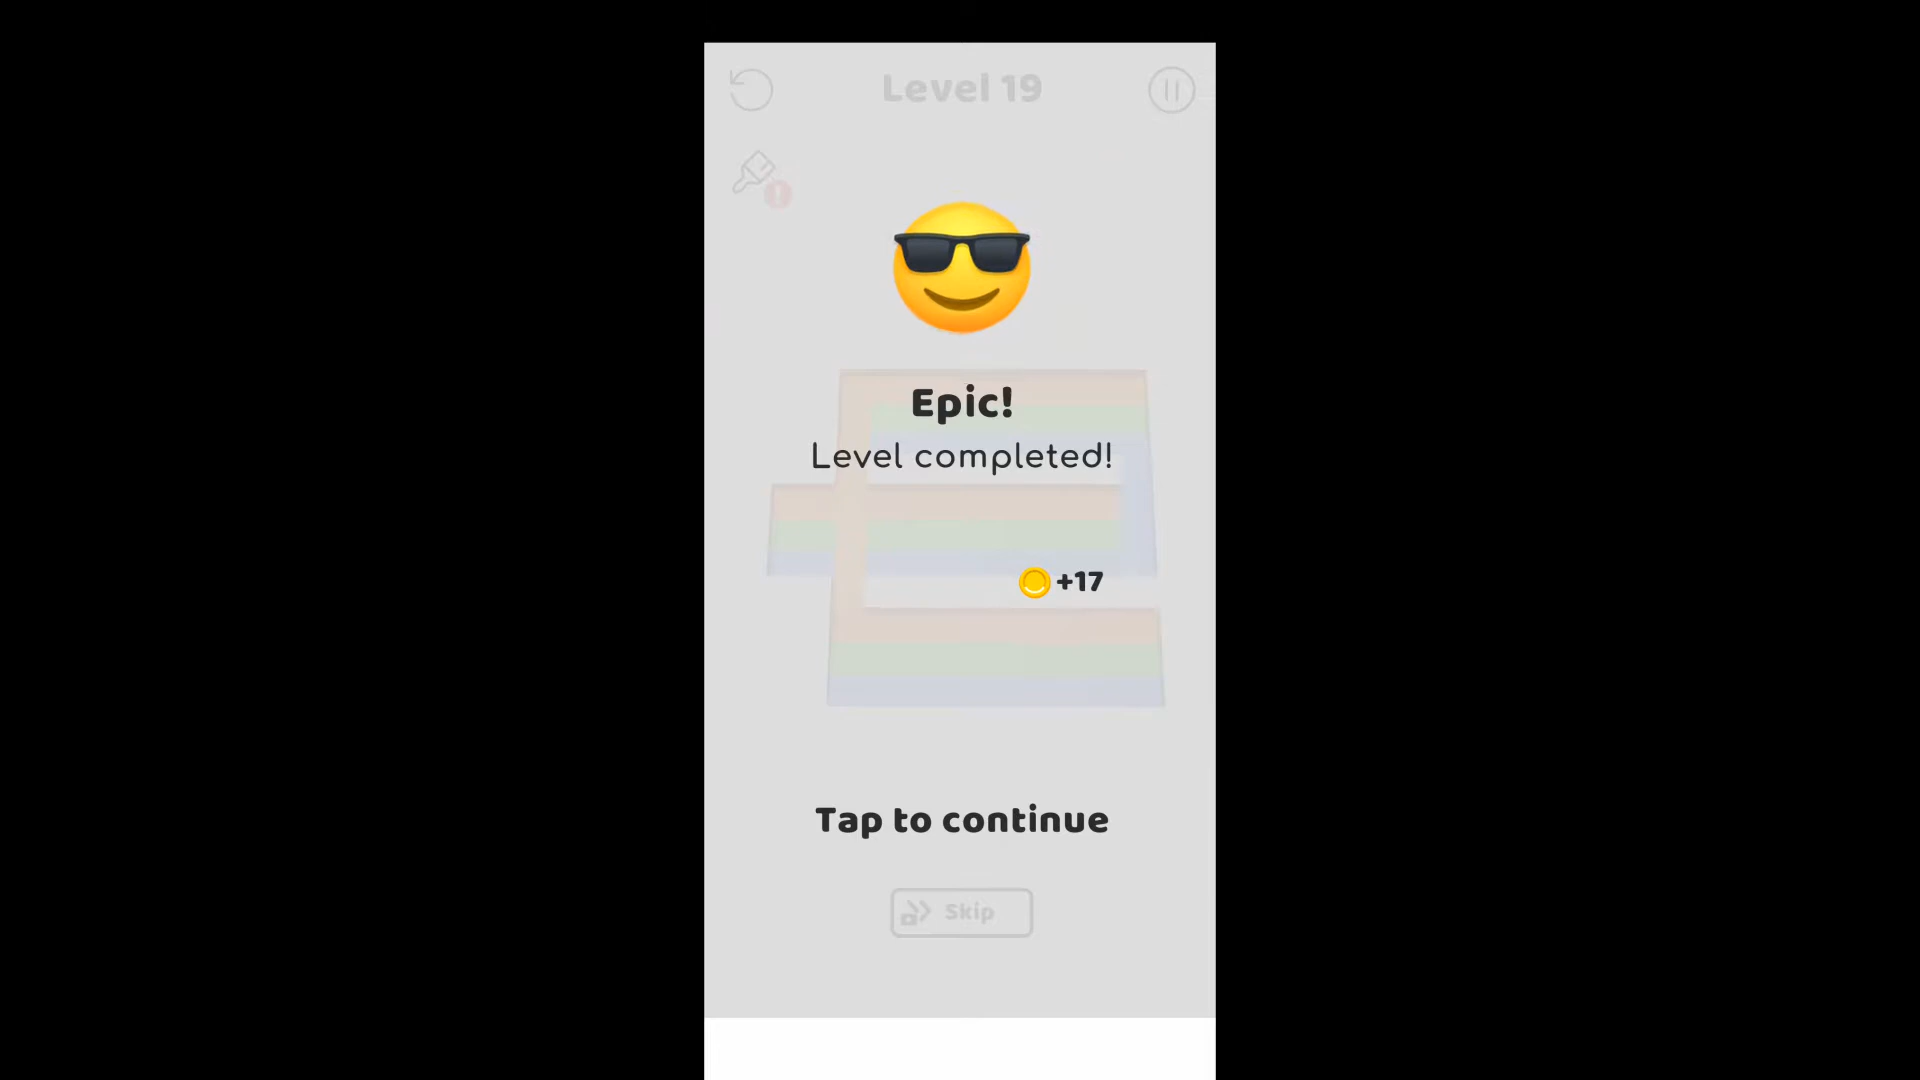 Level 19
Epic!
Level completed!
+17
Tap to continue
Skip